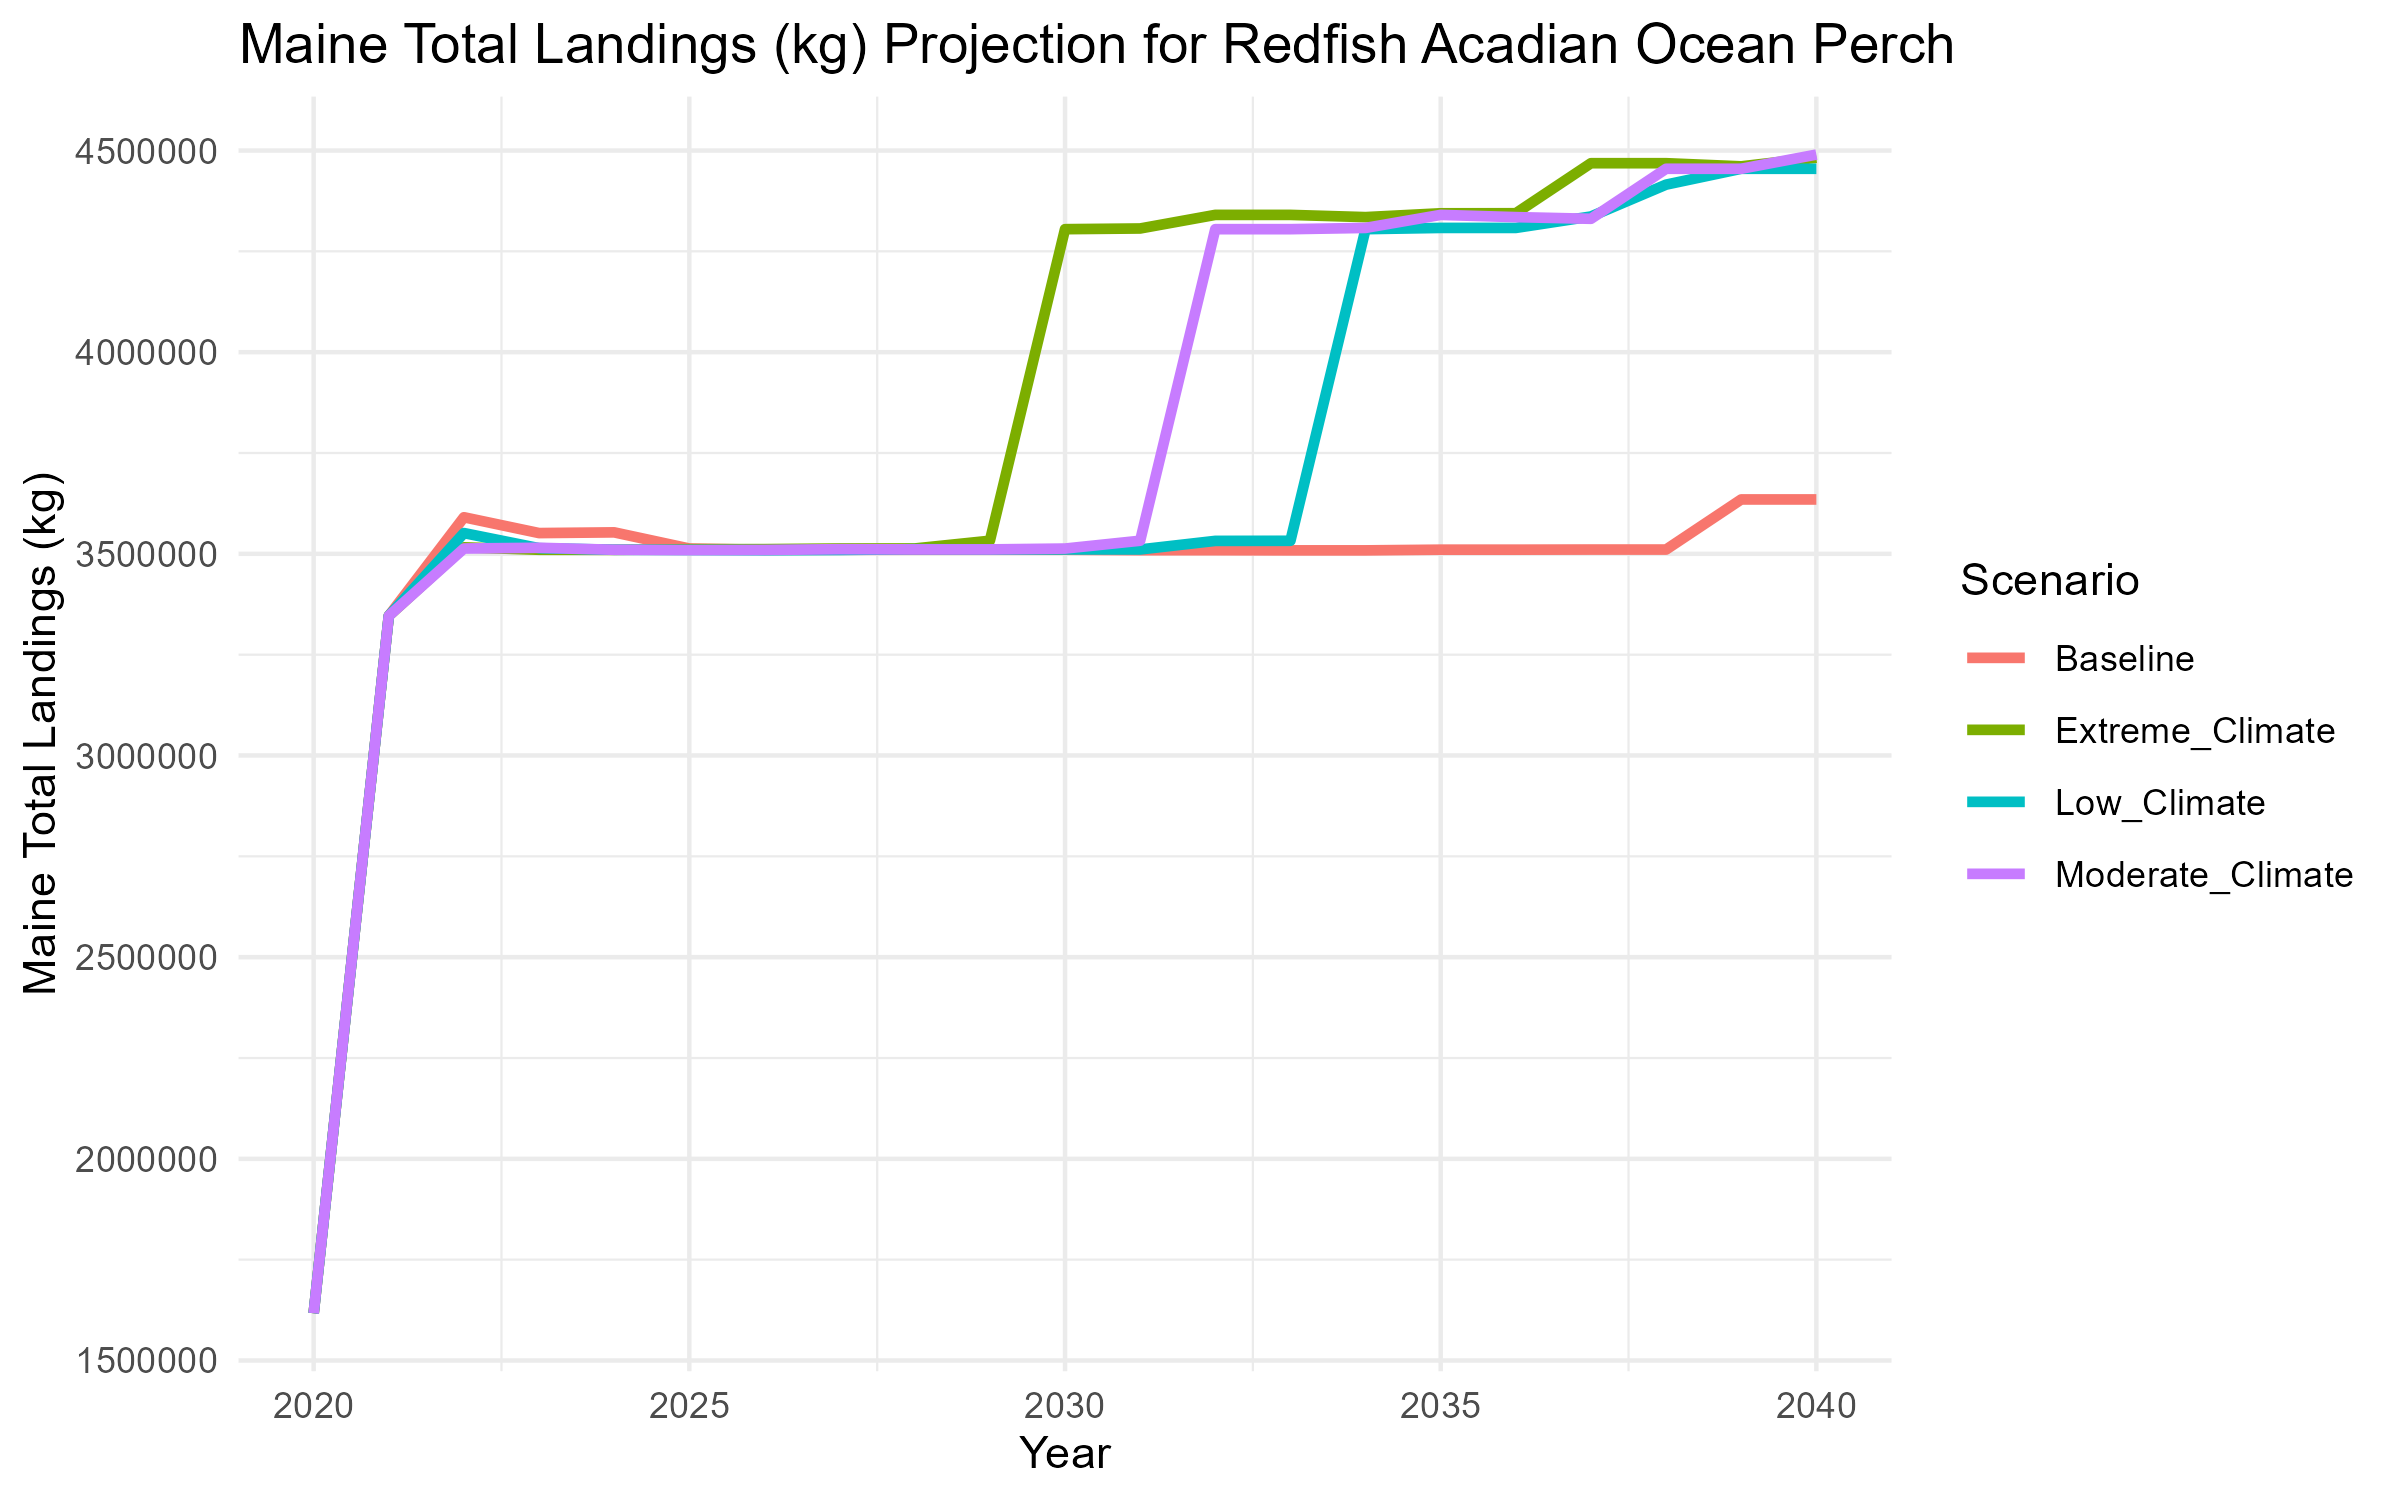 Maine Total Landings (kg) Projection for Redfish Acadian Ocean Perch
Maine Total Landings (kg)
4500000
4000000
3500000
3000000
2500000
2000000
1500000
2020 2025 2030 2035 2040
Year
Scenario
Baseline
Extreme_Climate
Low_Climate
Moderate_Climate